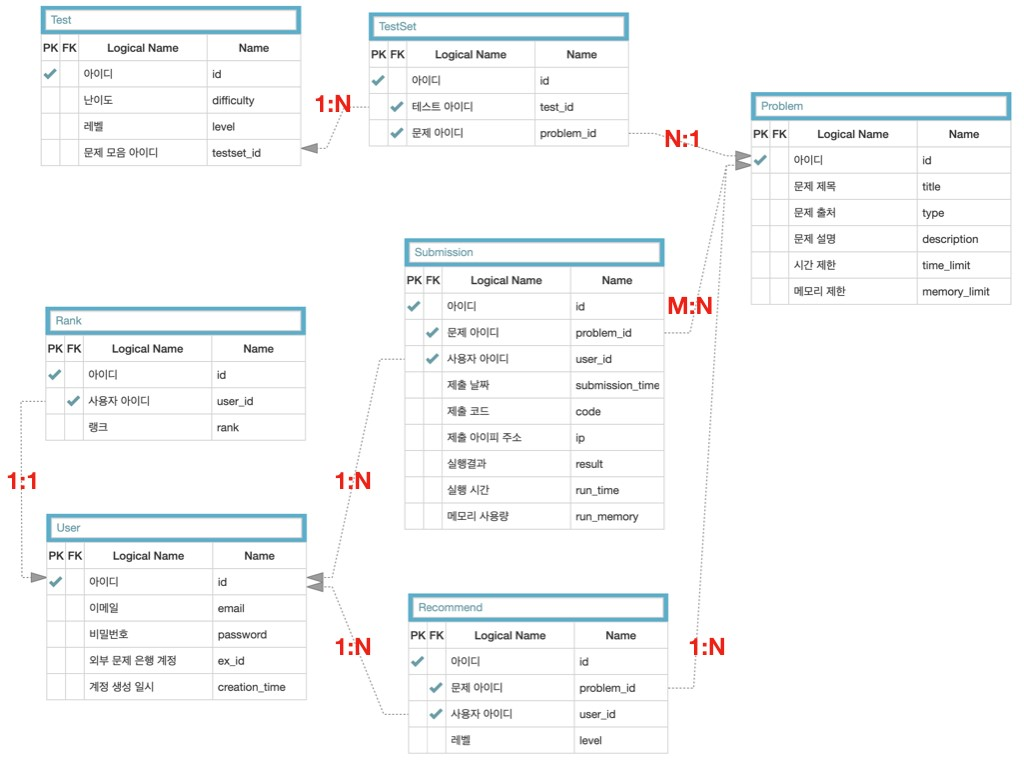 Test
PK FK Logical Name Name
아이디 id
난이도 difficulty
레벨 level
문제 모음 아이디 testset_id
1:N
TestSet
PK FK Logical Name Name
아이디 id
테스트 아이디 test_id
문제 아이디 problem_id
N:1
Problem
PK FK Logical Name Name
아이디 id
문제 제목 title
문제 출처 type
문제 설명 description
시간 제한 time_limit
메모리 제한 memory_limit
Submission
PK FK Logical Name Name
아이디 id
문제 아이디 problem_id
사용자 아이디 user_id
제출 날짜 submission_time
제출 코드 code
제출 아이피 주소 ip
실행결과 result
실행 시간 run_time
메모리 사용량 run_memory
M:N
Rank
PK FK Logical Name Name
아이디 id
사용자 아이디 user_id
랭크 rank
1:1
1:N
User
PK FK Logical Name Name
아이디 id
이메일 email
비밀번호 password
외부 문제 은행 계정 ex_id
계정 생성 일시 creation_time
1:N
Recommend
PK FK Logical Name Name
아이디 id
문제 아이디 problem_id
사용자 아이디 user_id
레벨 level
1:N